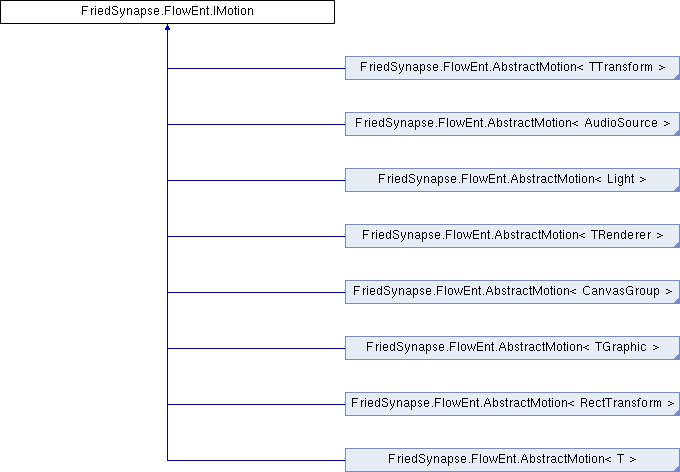 FriedSynapse.FlowEnt.IMotion
FriedSynapse.FlowEnt.AbstractMotion< TTransform >
FriedSynapse.FlowEnt.AbstractMotion< AudioSource >
FriedSynapse.FlowEnt.AbstractMotion< Light >
FriedSynapse.FlowEnt.AbstractMotion< TRenderer >
FriedSynapse.FlowEnt.AbstractMotion< CanvasGroup >
FriedSynapse.FlowEnt.AbstractMotion< TGraphic >
FriedSynapse.FlowEnt.AbstractMotion< RectTransform >
FriedSynapse.FlowEnt.AbstractMotion< T >